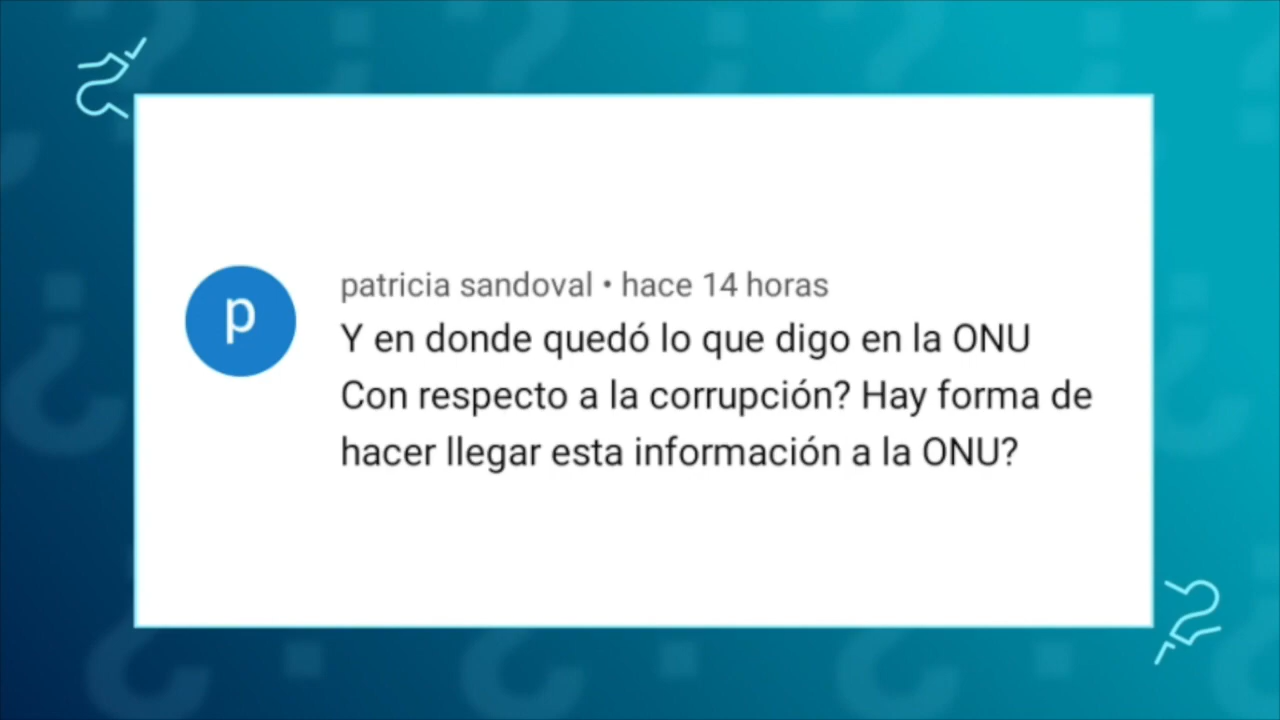 p
patricia sandoval • hace 14 horas
Y en donde quedó lo que digo en la ONU
Con respecto a la corrupción? Hay forma de
hacer llegar esta información a la ONU?